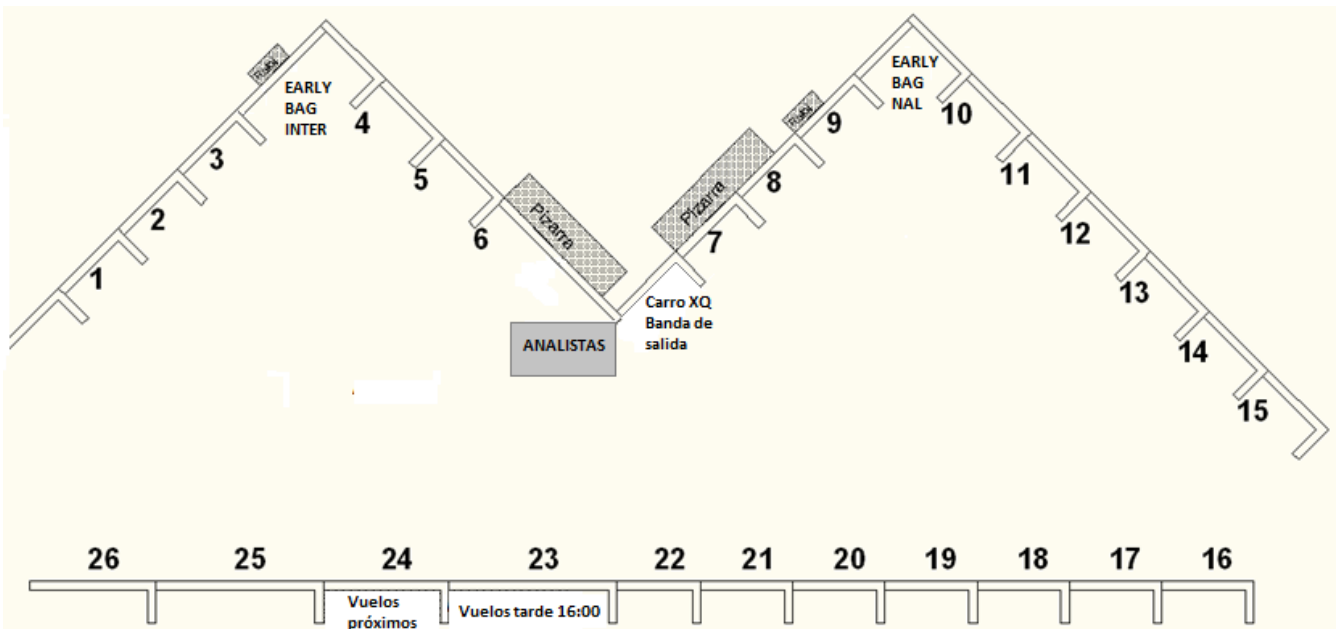 EARLY
BAG
INTER
EARLY
BAG
NAL
1
2
3
4
5
6
Pizarra
Pizarra
7
8
9
10
11
12
13
14
15
ANALISTAS
Carro XQ
Banda de
salida
26
25
24
23
22
21
20
19
18
17
16
Vuelos
próximos
Vuelos tarde 16:00